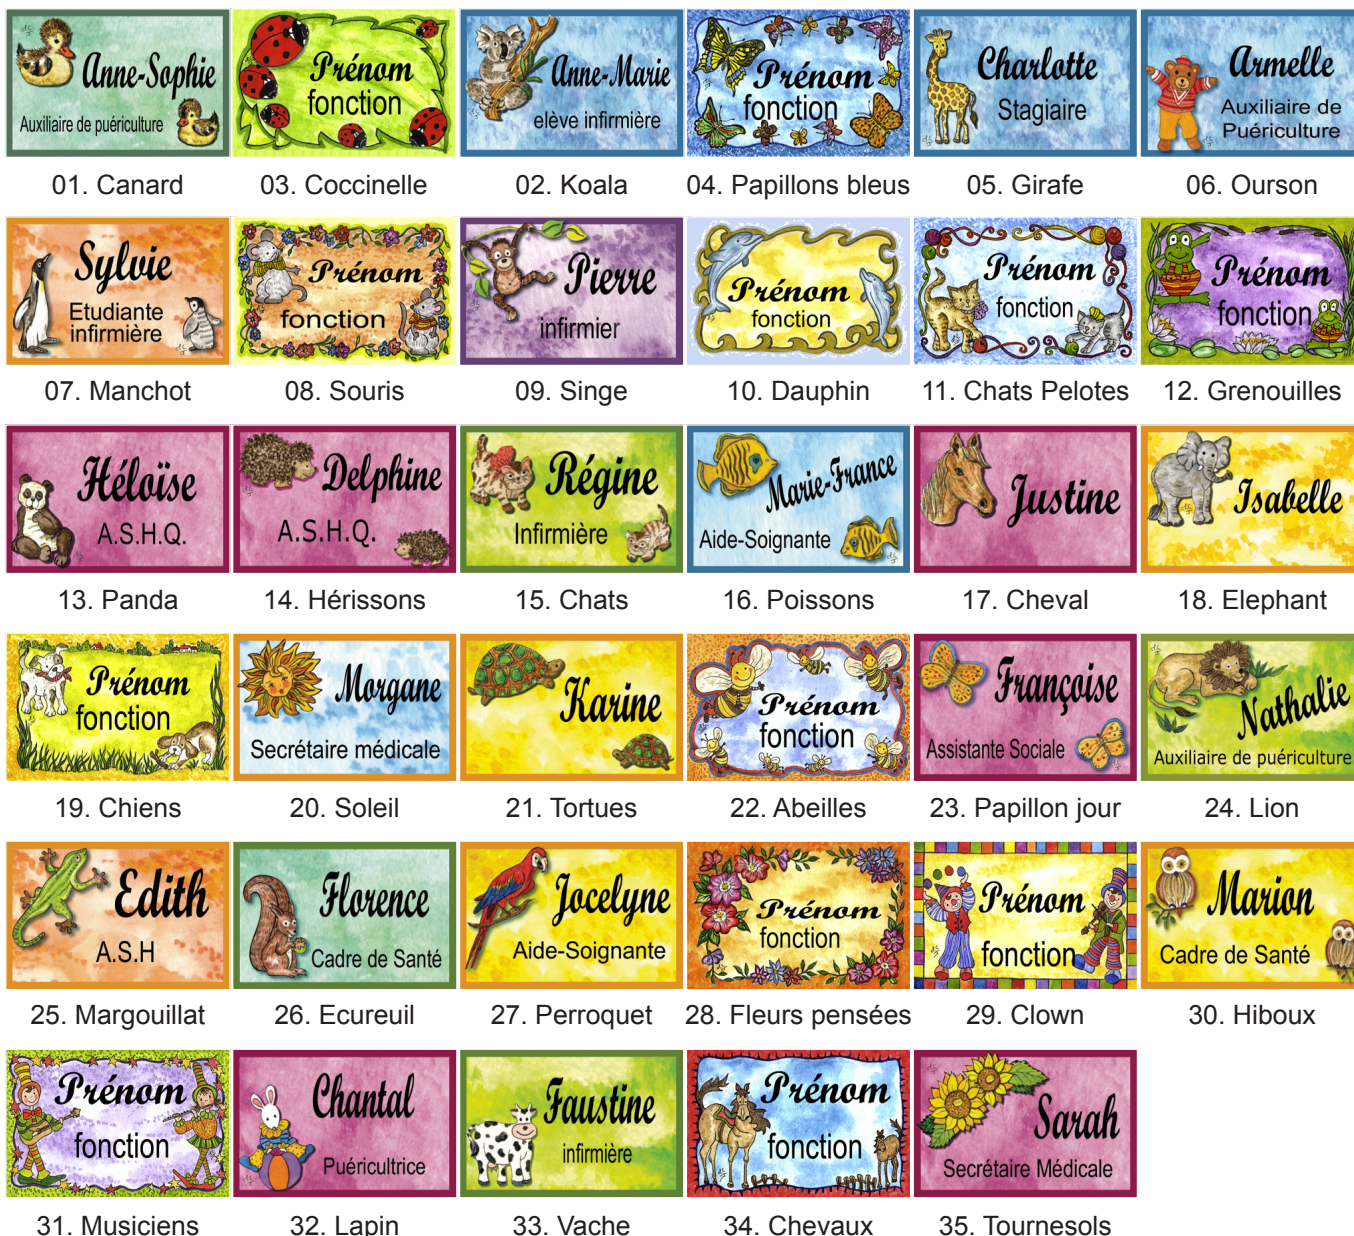 Anne-Sophie
Auxiliaire de puériculture
Prénom
fonction
Anne-Marie
elève infirmière
Prénom
fonction
Charlotte
Stagiaire
Armelle
Auxiliaire de
Puériculture
01. Canard
03. Coccinelle
02. Koala
04. Papillons bleus
05. Girafe
06. Ourson
Sylvie
Etudiante
infirmière
Prénom
fonction
Pierre
infirmier
Prénom
fonction
Prénom
fonction
Prénom
fonction
07. Manchot
08. Souris
09. Singe
10. Dauphin
11. Chats Pelotes
12. Grenouilles
Héloïse
A.S.H.Q.
Delphine
A.S.H.Q.
Régine
Infirmière
Marie-France
Aide-Soignante
Justine
Isabelle
13. Panda
14. Hérissons
15. Chats
16. Poissons
17. Cheval
18. Elephant
Prénom
fonction
Morgane
Secrétaire médicale
Karine
Prénom
fonction
Françoise
Assistante Sociale
Nathalie
Auxiliaire de puériculture
19. Chiens
20. Soleil
21. Tortues
22. Abeilles
23. Papillon jour
24. Lion
Edith
A.S.H
Florence
Cadre de Santé
Jocelyne
Aide-Soignante
Prénom
fonction
Prénom
fonction
Marion
Cadre de Santé
25. Margouillat
26. Ecureuil
27. Perroquet
28. Fleurs pensées
29. Clown
30. Hiboux
Prénom
fonction
Chantal
Puéricultrice
Faustine
infirmière
Prénom
fonction
Sarah
Secrétaire Médicale
31. Musiciens
32. Lapin
33. Vache
34. Chevaux
35. Tournesols